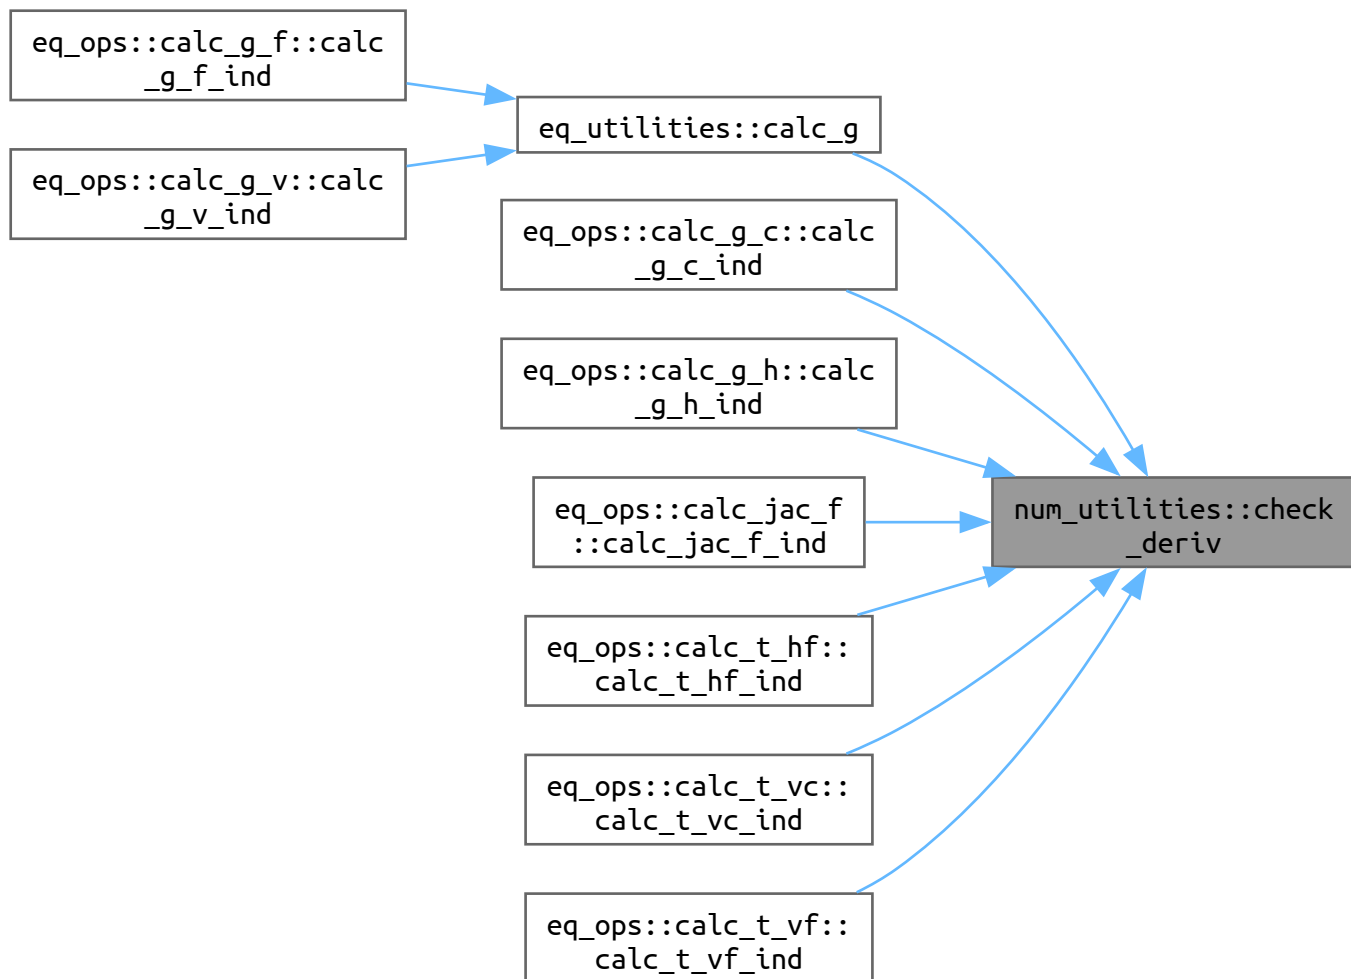 eq_ops::calc_g_f::calc
_g_f_ind
eq_utilities::calc_g
eq_ops::calc_g_v::calc
_g_v_ind
eq_ops::calc_g_c::calc
_g_c_ind
eq_ops::calc_g_h::calc
_g_h_ind
eq_ops::calc_jac_f
::calc_jac_f_ind
num_utilities::check
_deriv
eq_ops::calc_t_hf::
calc_t_hf_ind
eq_ops::calc_t_vc::
calc_t_vc_ind
eq_ops::calc_t_vf::
calc_t_vf_ind